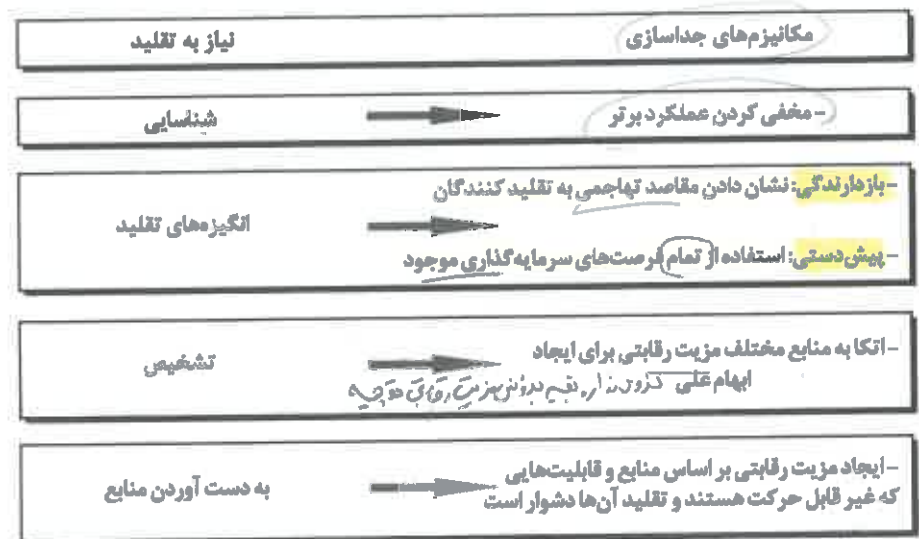 مکانیزم‌های جداسازی
نیاز به تقلید
-مخفی کردن عملکرد برتر
شناسایی
-بازدارندگی: نشان دادن مقاصد تهاجمی به تقلید کنندگان
-پیش‌دستی: استفاده از تمام فرصت‌های سرمایه‌گذاری موجود
انگیزه‌های تقلید
-اتکا به منابع مختلف مزیت رقابتی برای ایجاد
ابهام علی
تشخیص
-ایجاد مزیت رقابتی بر اساس منابع و قابلیت‌هایی
که غیر قابل حرکت هستند و تقلید آن‌ها دشوار است
به دست آوردن منابع